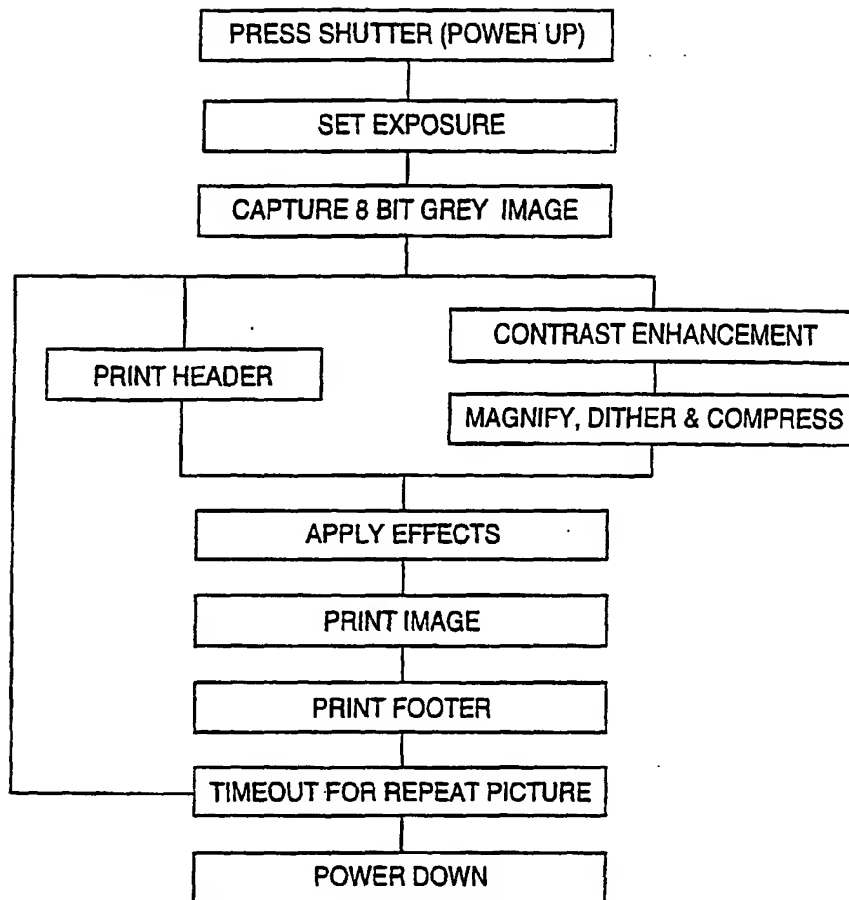 PRESS SHUTTER (POWER UP)
SET EXPOSURE
CAPTURE 8 BIT GREY IMAGE
CONTRAST ENHANCEMENT
PRINT HEADER
MAGNIFY, DITHER & COMPRESS
APPLY EFFECTS
PRINT IMAGE
PRINT FOOTER
TIMEOUT FOR REPEAT PICTURE
POWER DOWN